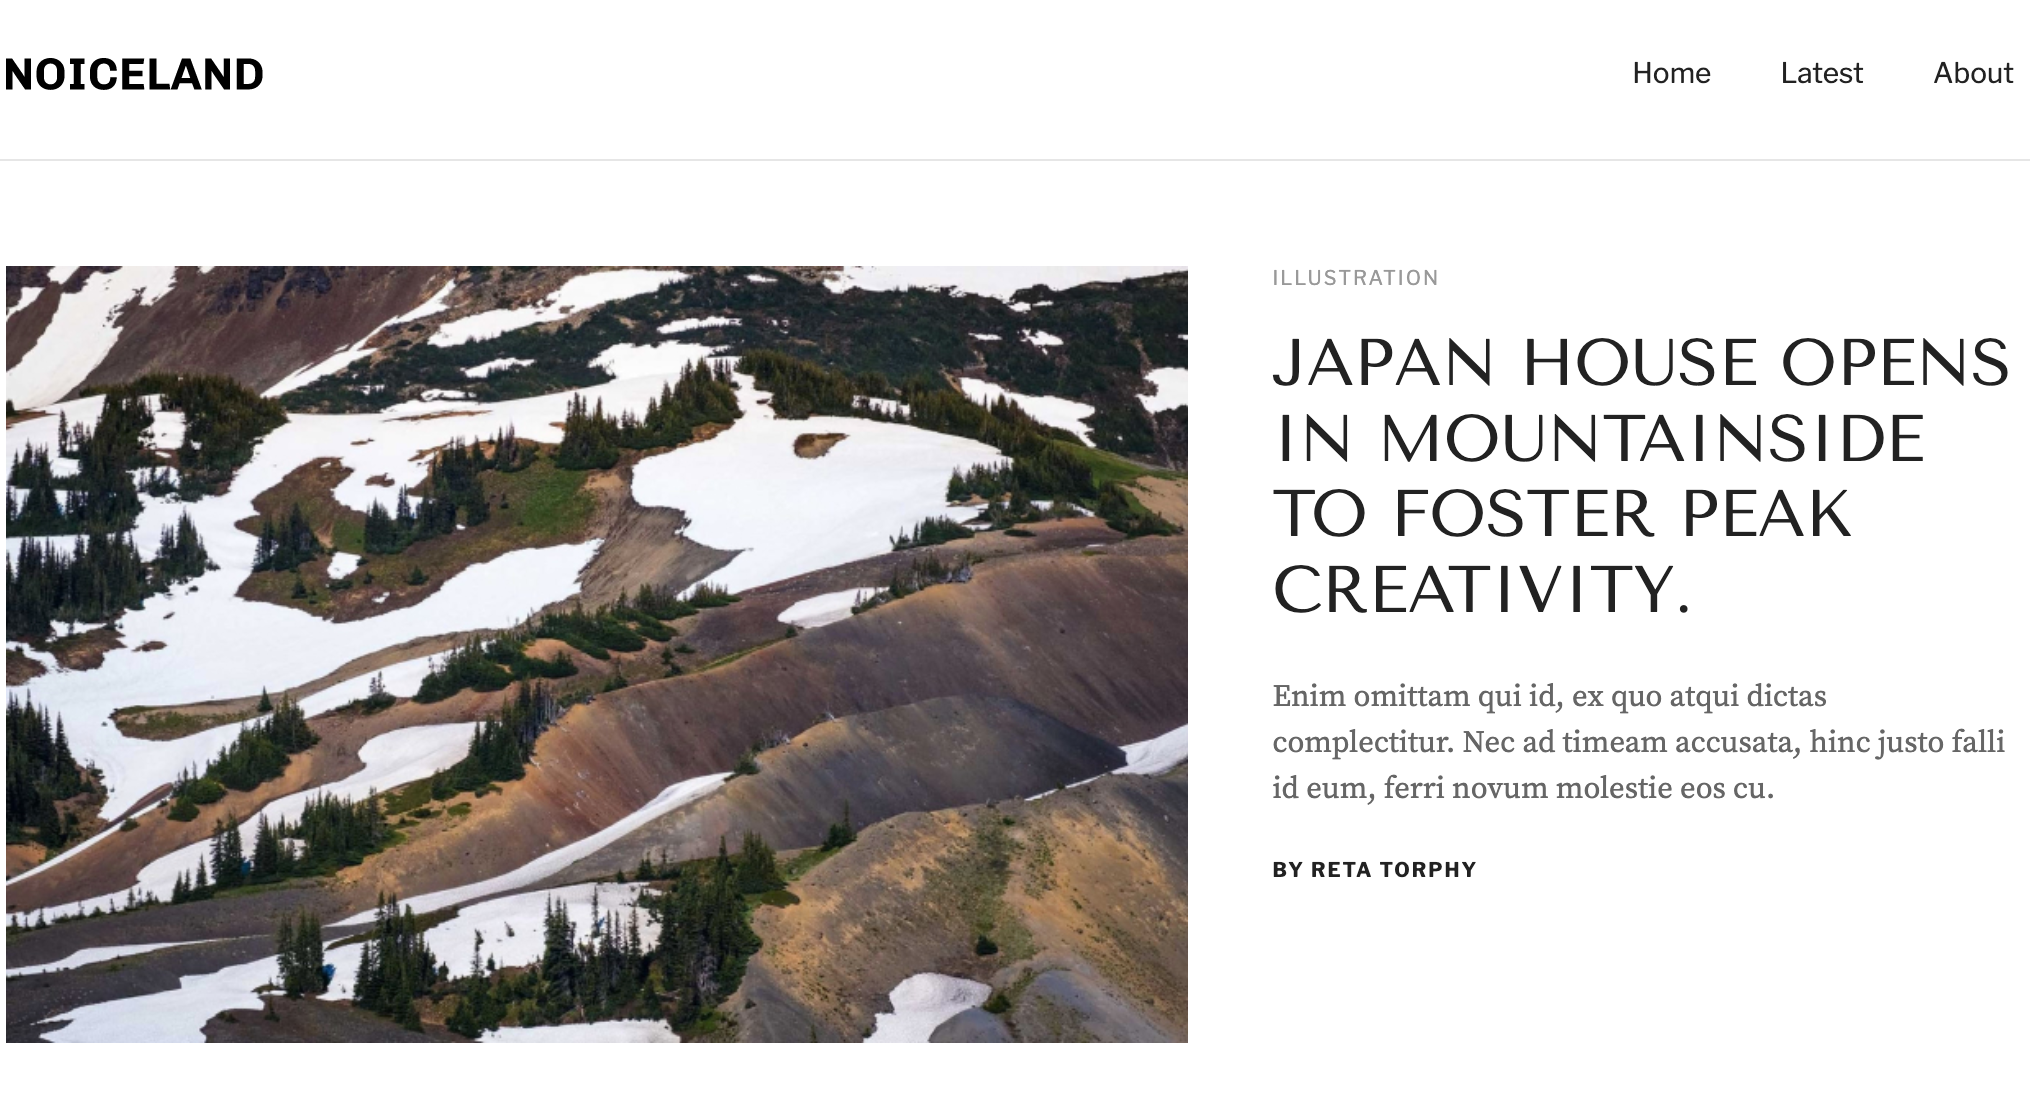 NOICELAND
Home
Latest
About
ILLUSTRATION
JAPAN HOUSE OPENS
IN MOUNTAINSIDE
TO FOSTER PEAK
CREATIVITY.
Enim omittam qui id, ex quo atqui dictas
complectitur. Nec ad timeam accusata, hinc justo falli
id eum, ferri novum molestie eos cu.
BY RETA TORPHY